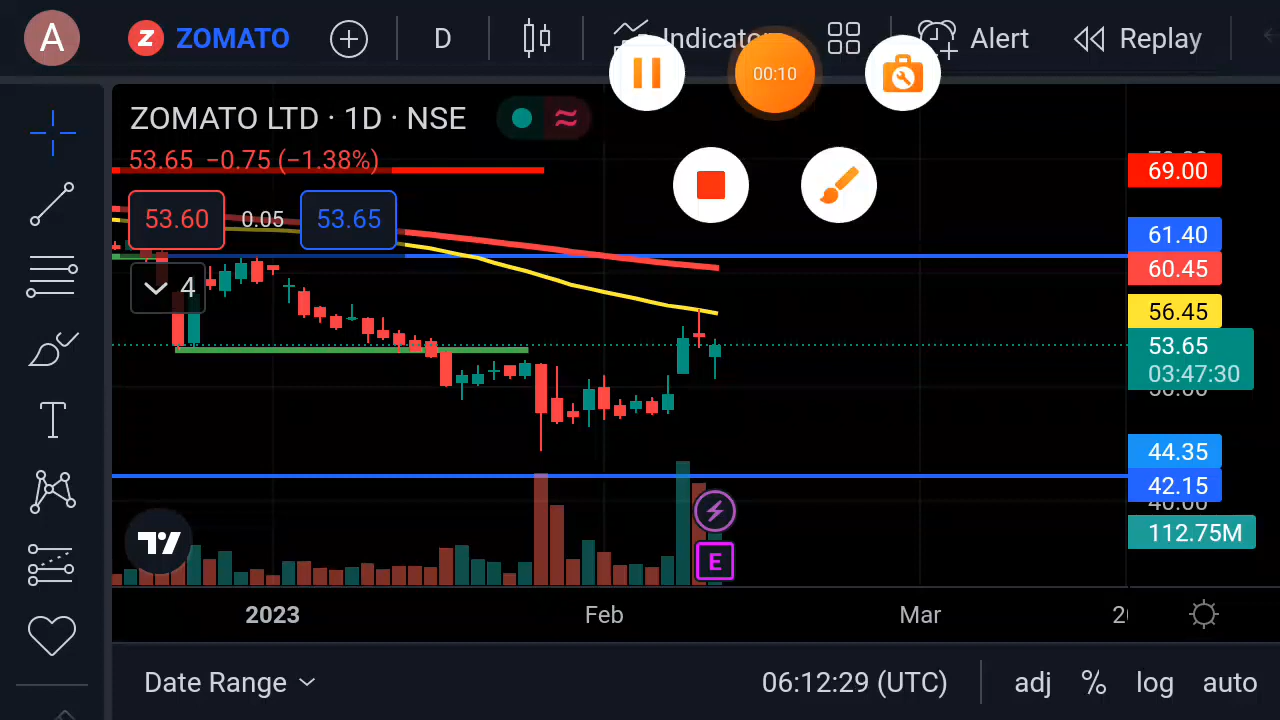 A ZOMATO D Indicators Alert Replay
00:10
ZOMATO LTD · 1D · NSE
53.65 −0.75 (−1.38%)
53.60 0.05 53.65
4
69.00
61.40
60.45
56.45
53.65
03:47:30
44.35
42.15
40.00
112.75M
E
2023 Feb Mar
Date Range 06:12:29 (UTC) adj % log auto